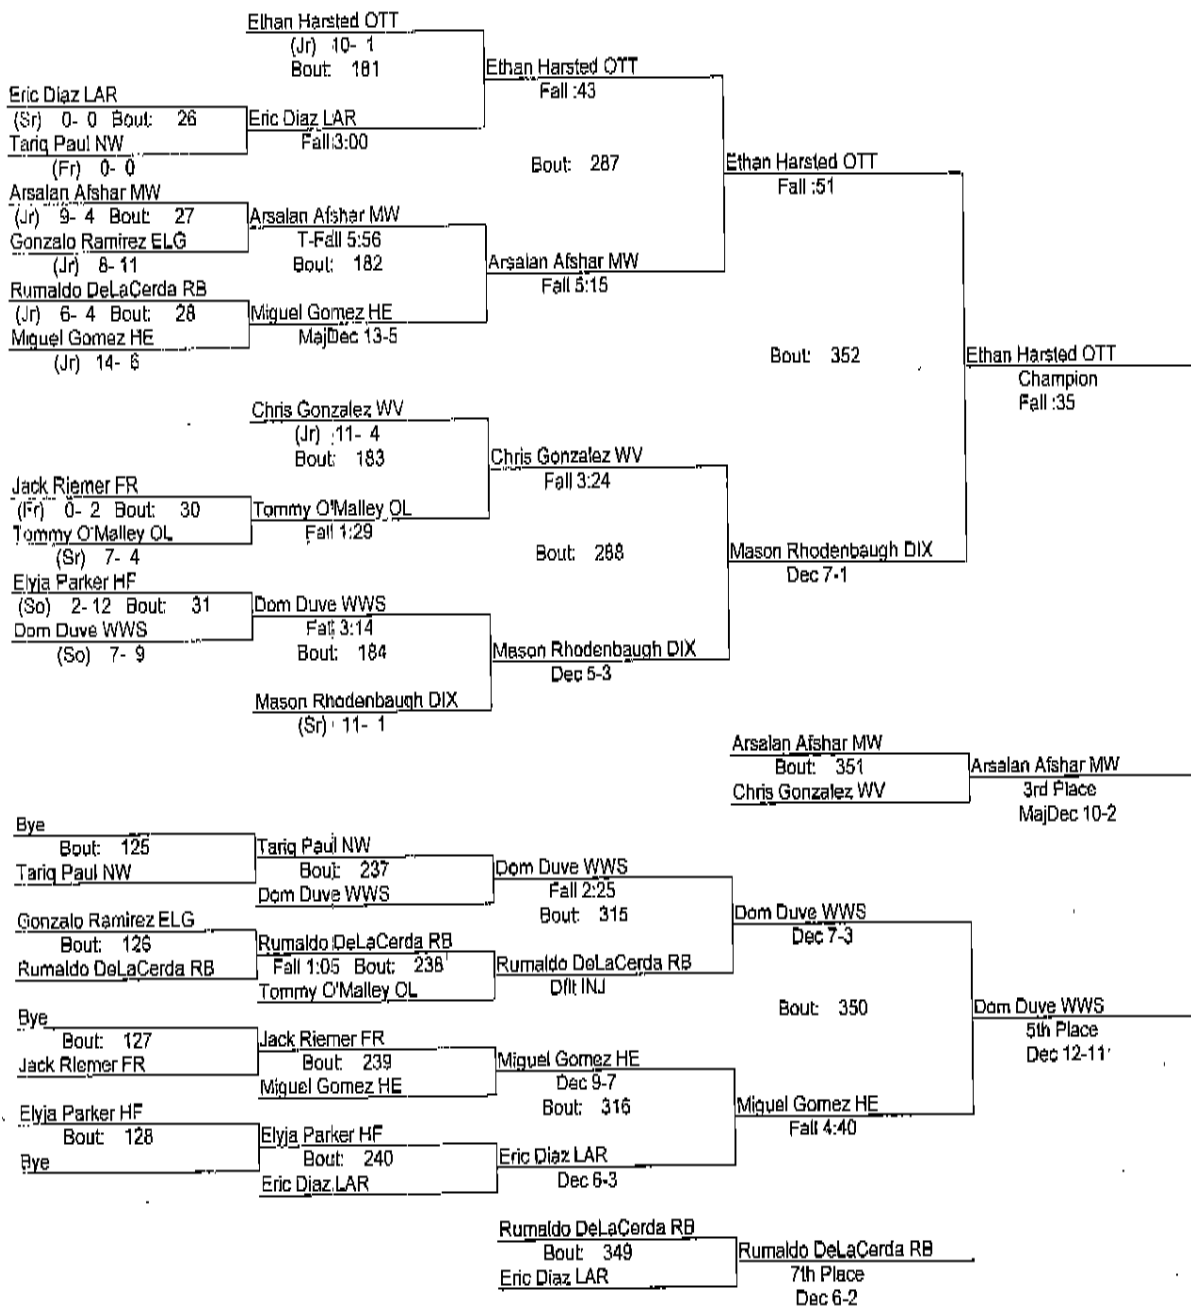 Ethan Harsted OTT
(Jr) 10- 1
Bout: 181
Ethan Harsted OTT
Fall :43
Eric Diaz LAR
(Sr) 0- 0 Bout: 26
Eric Diaz LAR
Fall 3:00
Tariq Paul NW
(Fr) 0- 0
Bout: 287
Ethan Harsted OTT
Fall :51
Arsalan Afshar MW
(Jr) 9- 4 Bout: 27
Arsalan Afshar MW
T-Fall 5:56
Gonzalo Ramirez ELG
(Jr) 8- 11
Bout: 182
Arsalan Afshar MW
Fall 5:15
Rumaldo DeLaCerda RB
(Jr) 6- 4 Bout: 28
Miguel Gomez HE
MajDec 13-5
Miguel Gomez HE
(Jr) 14- 6
Bout: 352
Ethan Harsted OTT
Champion
Fall :35
Chris Gonzalez WV
(Jr) 11- 4
Bout: 183
Chris Gonzalez WV
Fall 3:24
Jack Riemer FR
(Fr) 0- 2 Bout: 30
Tommy O'Malley OL
Fall 1:29
Tommy O'Malley OL
(Sr) 7- 4
Bout: 288
Mason Rhodenbaugh DIX
Dec 7-1
Elyja Parker HF
(So) 2- 12 Bout: 31
Dom Duve WWS
Fall 3:14
Dom Duve WWS
(So) 7- 9
Bout: 184
Mason Rhodenbaugh DIX
Dec 5-3
Mason Rhodenbaugh DIX
(Sr) 11- 1
Arsalan Afshar MW
Bout: 351
Arsalan Afshar MW
3rd Place
MajDec 10-2
Chris Gonzalez WV
Bye
Bout: 125
Tariq Paul NW
Tariq Paul NW
Bout: 237
Dom Duve WWS
Dom Duve WWS
Fall 2:25
Bout: 315
Dom Duve WWS
Dec 7-3
Gonzalo Ramirez ELG
Bout: 126
Rumaldo DeLaCerda RB
Rumaldo DeLaCerda RB
Fall 1:05 Bout: 238
Tommy O'Malley OL
Rumaldo DeLaCerda RB
Dflt INJ
Bout: 350
Dom Duve WWS
5th Place
Dec 12-11
Bye
Bout: 127
Jack Riemer FR
Jack Riemer FR
Bout: 239
Miguel Gomez HE
Miguel Gomez HE
Dec 9-7
Bout: 316
Miguel Gomez HE
Fall 4:40
Elyja Parker HF
Bout: 128
Bye
Elyja Parker HF
Bout: 240
Eric Diaz LAR
Eric Diaz LAR
Dec 6-3
Rumaldo DeLaCerda RB
Bout: 349
Eric Diaz LAR
Rumaldo DeLaCerda RB
7th Place
Dec 6-2